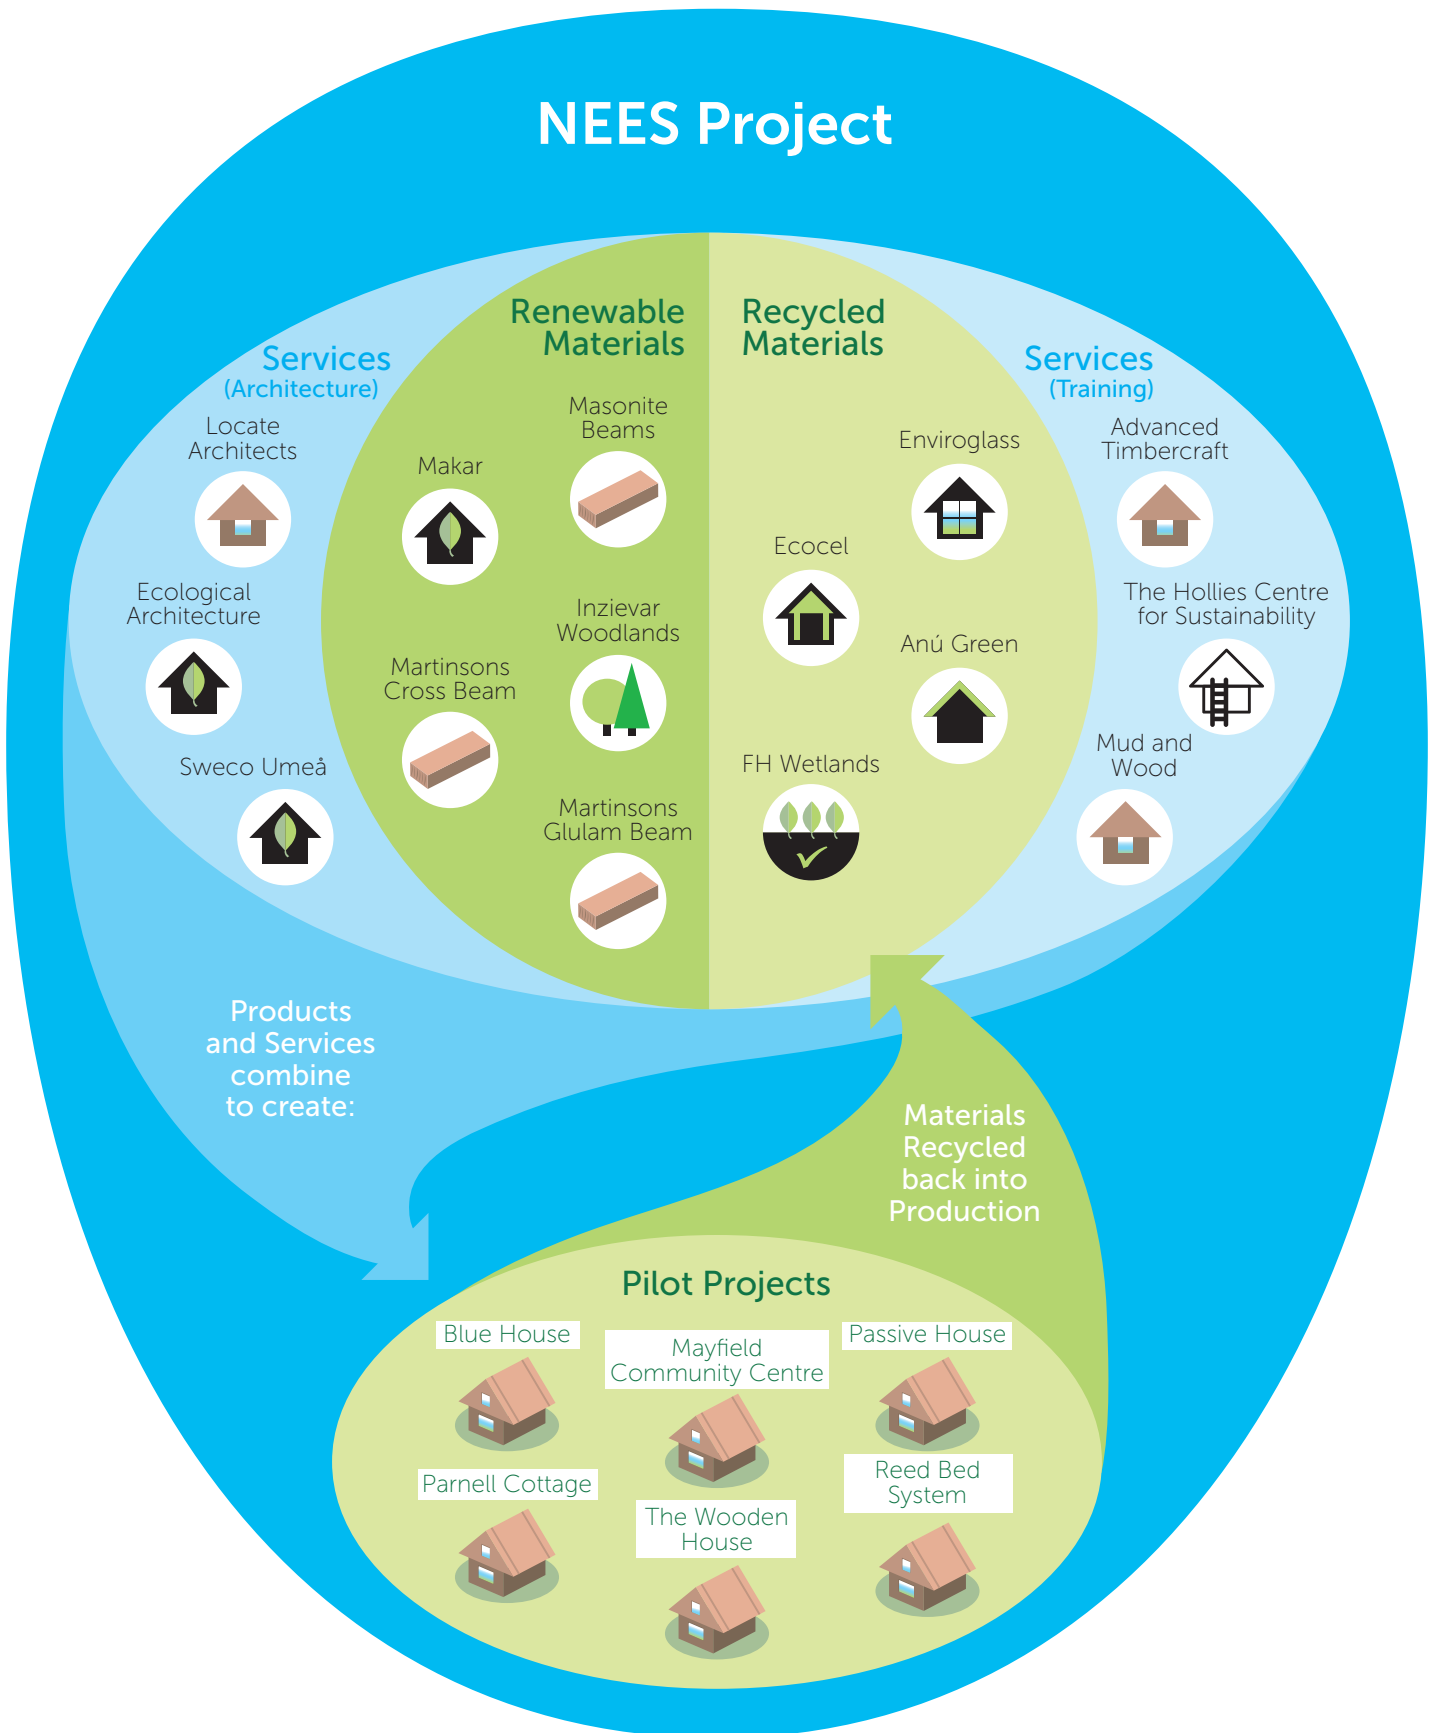 NEES Project
Services
(Architecture)
Locate
Architects
Ecological
Architecture
Sweco Umeå
Renewable
Materials
Makar
Masonite
Beams
Inzievar
Woodlands
Martinsons
Cross Beam
Martinsons
Glulam Beam
Recycled
Materials
Enviroglass
Ecocel
Anú Green
FH Wetlands
Services
(Training)
Advanced
Timbercraft
The Hollies Centre
for Sustainability
Mud and
Wood
Products
and Services
combine
to create:
Materials
Recycled
back into
Production
Pilot Projects
Blue House
Mayfield
Community Centre
Passive House
Parnell Cottage
The Wooden
House
Reed Bed
System